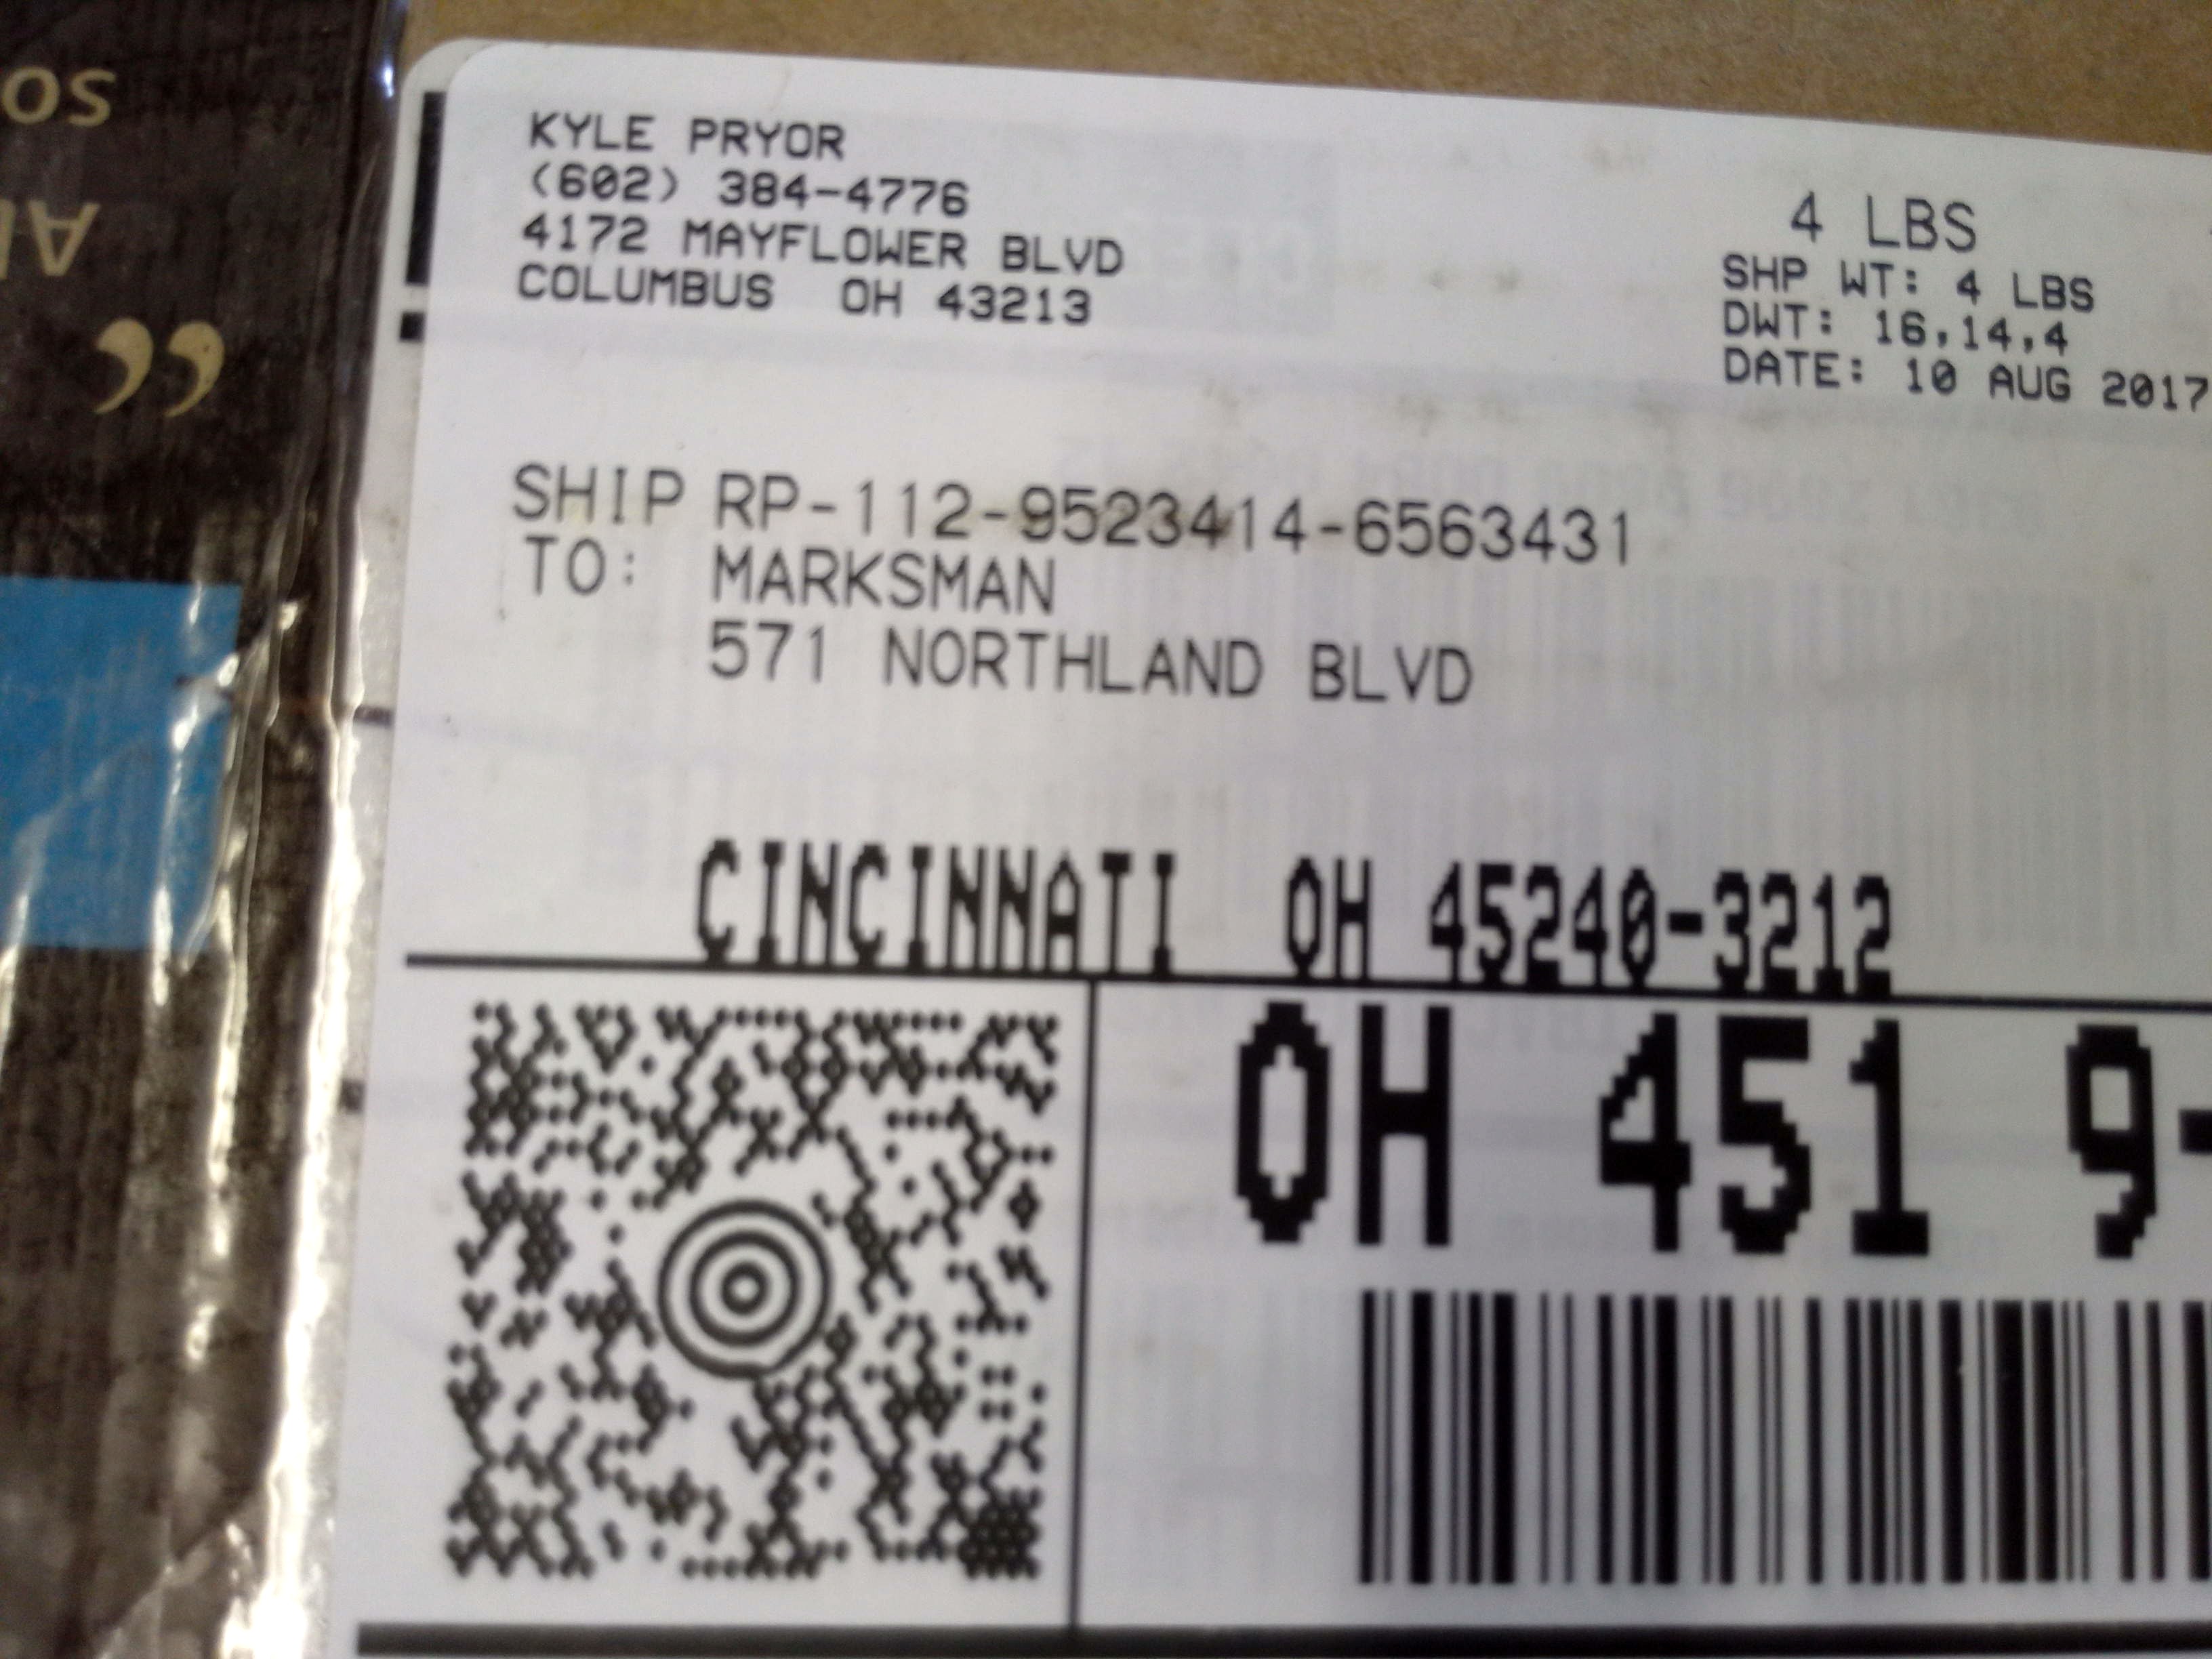 KYLE PRYOR
(602) 384-4776
4172 MAYFLOWER BLVD
COLUMBUS OH 43213
4 LBS
SHP WT: 4 LBS
DWT: 16,14,4
DATE: 10 AUG 2017
SHIP TO:
RP-112-9523414-6563431
MARKSMAN
571 NORTHLAND BLVD
CINCINNATI OH 45240-3212
OH 451 9-